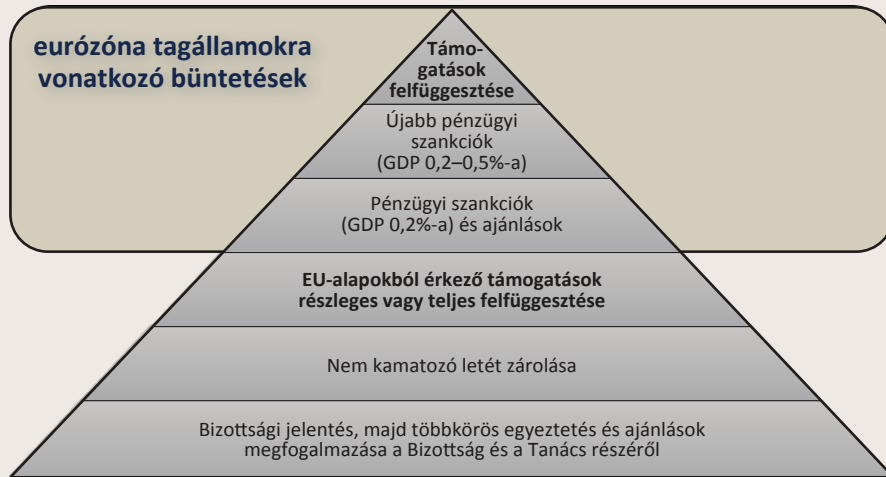 eurózóna tagállamokra
vonatkozó büntetések
Támo-
gatások
felfüggesztése
Újabb pénzügyi
szankciók
(GDP 0,2–0,5%-a)
Pénzügyi szankciók
(GDP 0,2%-a) és ajánlások
EU-alapokból érkező támogatások
részleges vagy teljes felfüggesztése
Nem kamatozó letét zárolása
Bizottsági jelentés, majd többkörös egyeztetés és ajánlások
megfogalmazása a Bizottság és a Tanács részéről